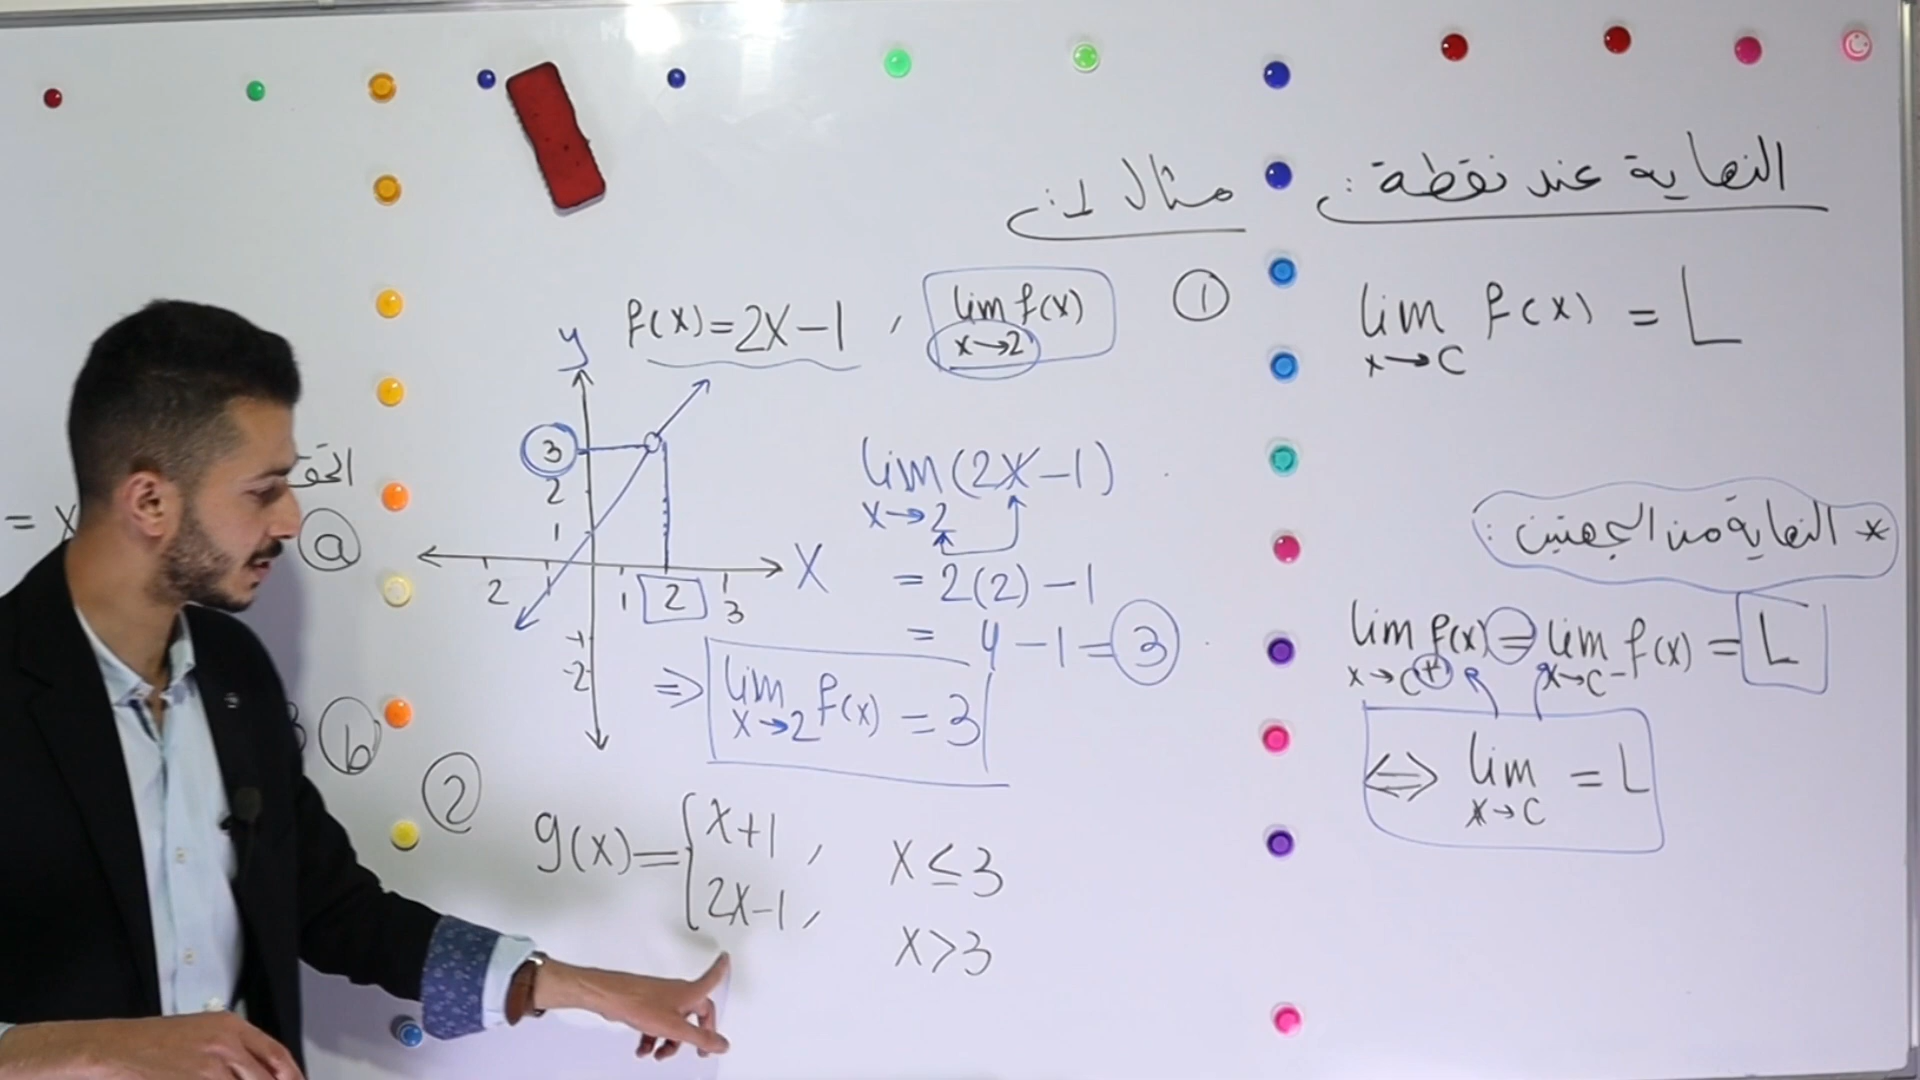 النهاية عند نقطة :
lim f(x) = L
x→c
* النهاية من الجهتين :
lim f(x) = lim f(x) = L
x→c+ x→c-
⇔ lim = L
x→c
مثال 1 :
①
f(x)=2x-1 , lim f(x)
x→2
y
3
2
1
2 1 1 2 3 x
-1
-2
lim (2x-1)
x→2
= 2(2)-1
= 4-1=3
⇒ lim f(x) = 3
x→2
②
g(x)={x+1, x≤3
2x-1, x>3
= x
a
b